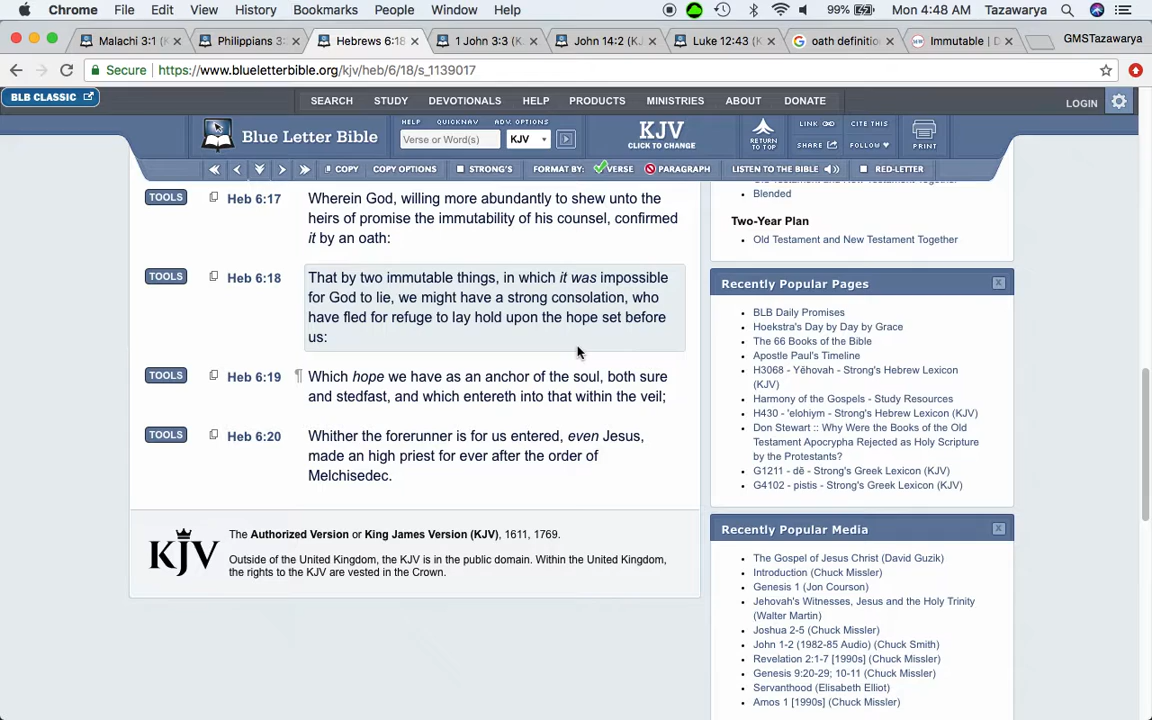 Chrome File Edit View History Bookmarks People Window Help 99% Mon 4:48 AM Tazawarya
Malachi 3:1 ( × Philippians 3: × Hebrews 6:18 × 1 John 3:3 (K × John 14:2 (K × Luke 12:43 ( × oath definitio × Immutable | D × GMSTazawarya
Secure https://www.blueletterbible.org/kjv/heb/6/18/s_1139017
BLB CLASSIC SEARCH STUDY DEVOTIONALS HELP PRODUCTS MINISTRIES ABOUT DONATE LOGIN
HELP QUICKNAV ADV. OPTIONS
Blue Letter Bible Verse or Word(s) KJV KJV CLICK TO CHANGE RETURN TO TOP LINK CITE THIS SHARE FOLLOW PRINT
COPY COPY OPTIONS STRONG'S FORMAT BY: VERSE PARAGRAPH LISTEN TO THE BIBLE RED-LETTER
TOOLS Heb 6:17 Wherein God, willing more abundantly to shew unto the
heirs of promise the immutability of his counsel, confirmed
it by an oath:
TOOLS Heb 6:18 That by two immutable things, in which it was impossible
for God to lie, we might have a strong consolation, who
have fled for refuge to lay hold upon the hope set before
us:
TOOLS Heb 6:19 ¶ Which hope we have as an anchor of the soul, both sure
and stedfast, and which entereth into that within the veil;
TOOLS Heb 6:20 Whither the forerunner is for us entered, even Jesus,
made an high priest for ever after the order of
Melchisedec.
KJV The Authorized Version or King James Version (KJV), 1611, 1769.
Outside of the United Kingdom, the KJV is in the public domain. Within the United Kingdom,
the rights to the KJV are vested in the Crown.
Blended
Two-Year Plan
Old Testament and New Testament Together
Recently Popular Pages x
BLB Daily Promises
Hoekstra's Day by Day by Grace
The 66 Books of the Bible
Apostle Paul's Timeline
H3068 - Yĕhovah - Strong's Hebrew Lexicon
(KJV)
Harmony of the Gospels - Study Resources
H430 - 'elohiym - Strong's Hebrew Lexicon (KJV)
Don Stewart :: Why Were the Books of the Old
Testament Apocrypha Rejected as Holy Scripture
by the Protestants?
G1211 - dē - Strong's Greek Lexicon (KJV)
G4102 - pistis - Strong's Greek Lexicon (KJV)
Recently Popular Media x
The Gospel of Jesus Christ (David Guzik)
Introduction (Chuck Missler)
Genesis 1 (Jon Courson)
Jehovah's Witnesses, Jesus and the Holy Trinity
(Walter Martin)
Joshua 2-5 (Chuck Missler)
John 1-2 (1982-85 Audio) (Chuck Smith)
Revelation 2:1-7 [1990s] (Chuck Missler)
Genesis 9:20-29; 10-11 (Chuck Missler)
Servanthood (Elisabeth Elliot)
Amos 1 [1990s] (Chuck Missler)